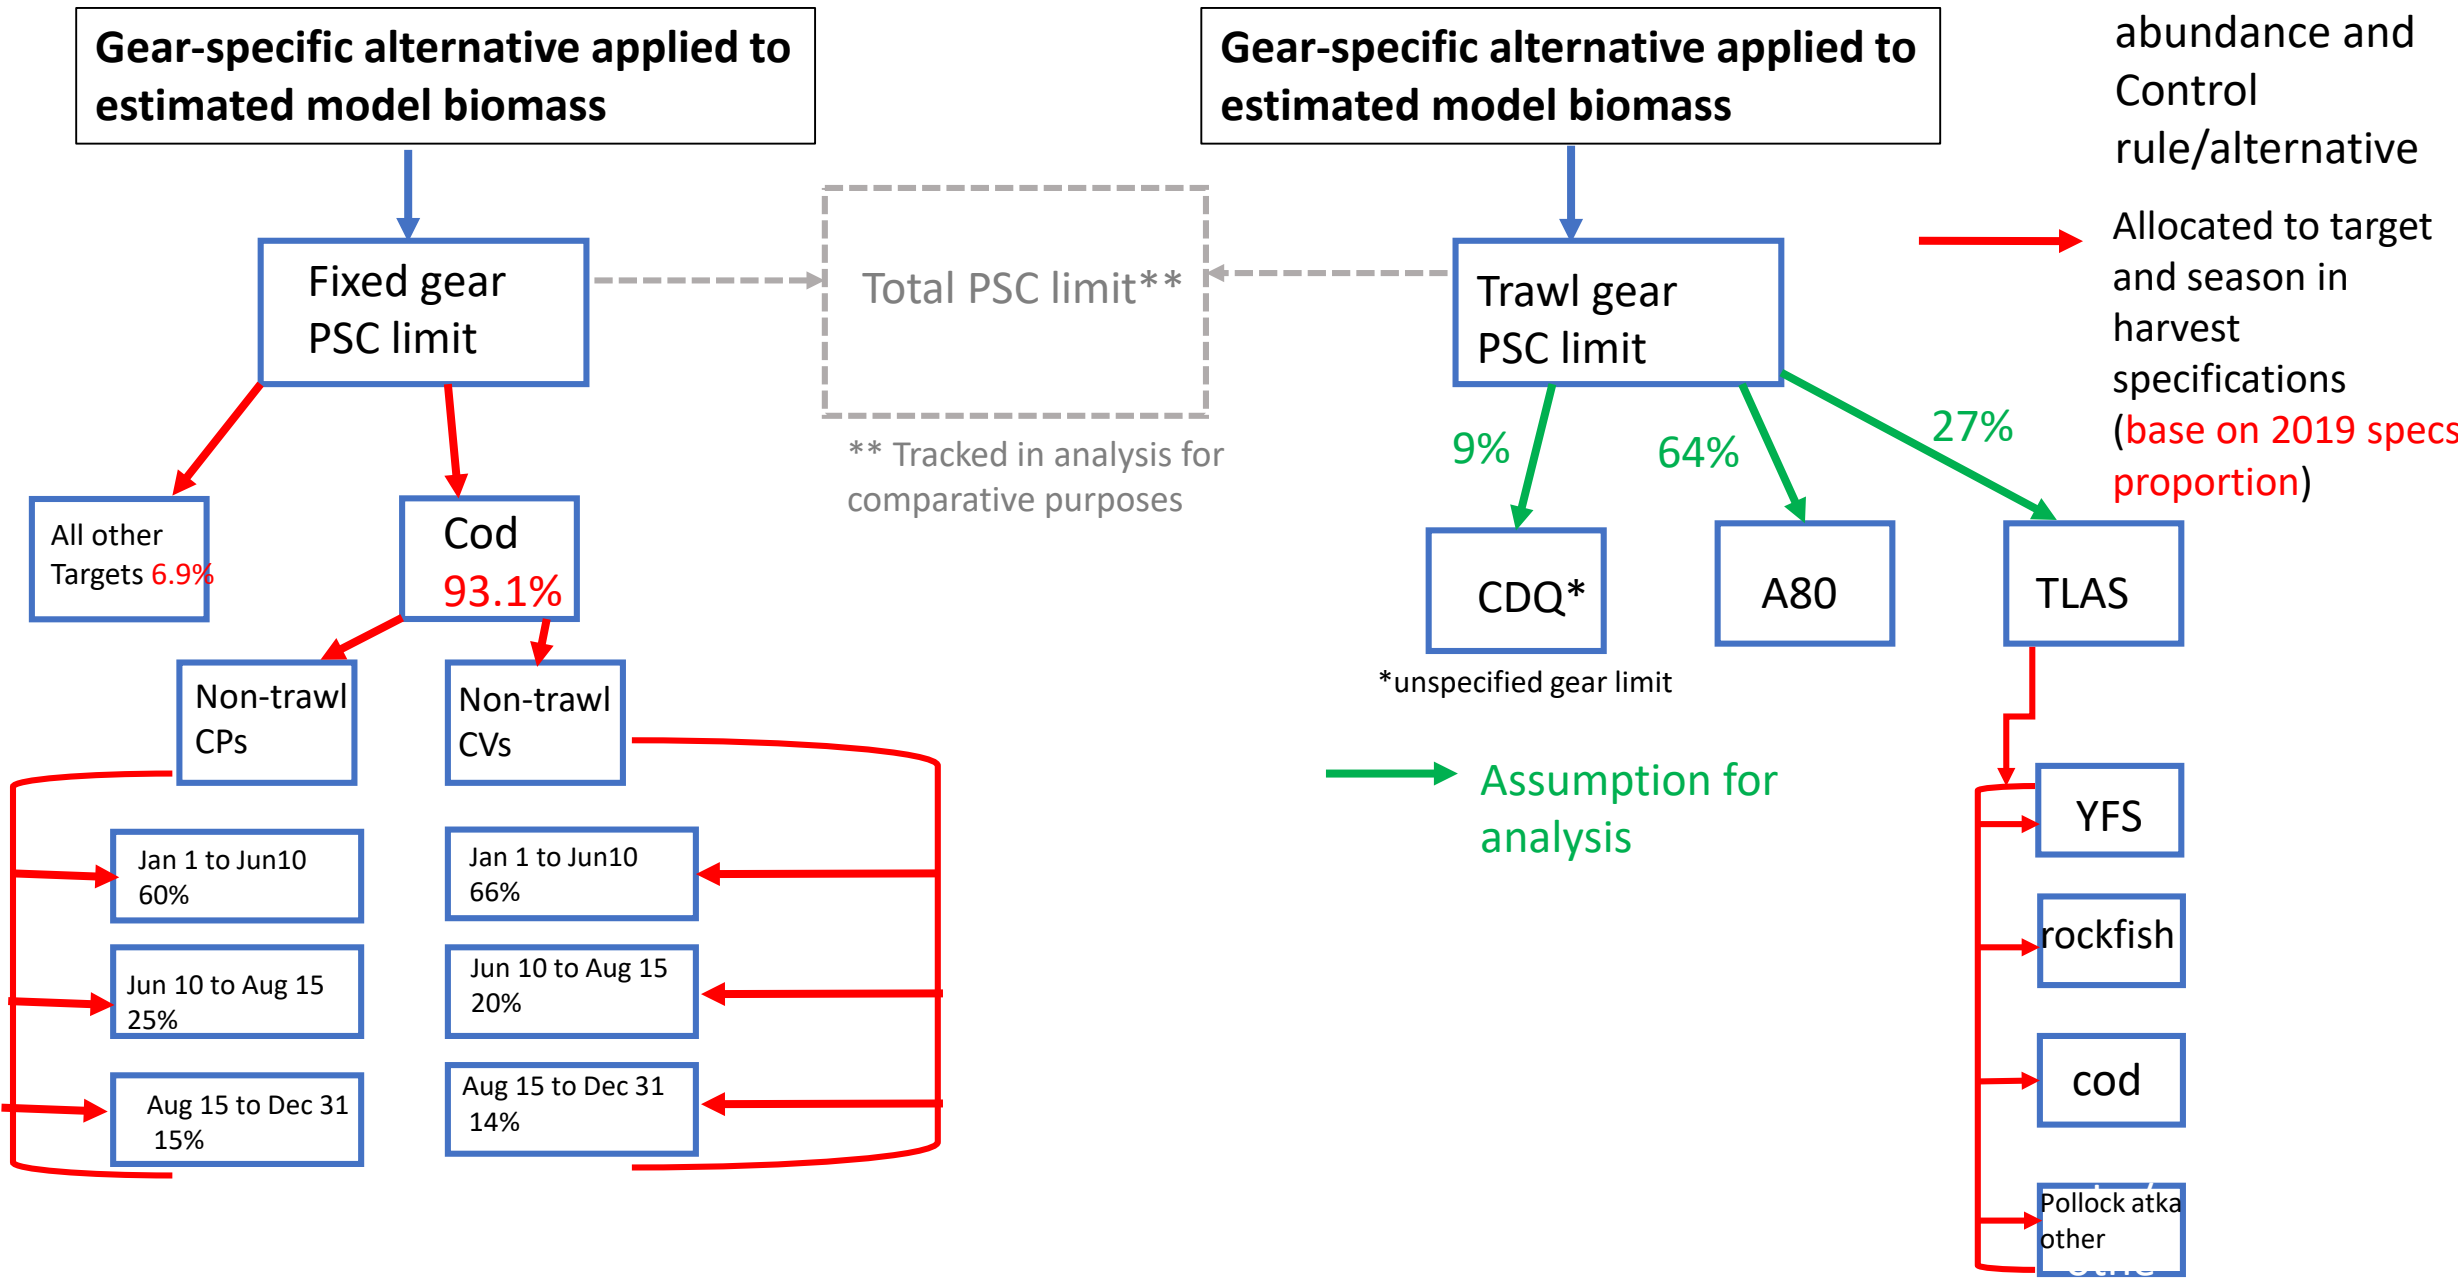 Gear-specific alternative applied to
estimated model biomass
Gear-specific alternative applied to
estimated model biomass
abundance and
Control
rule/alternative
Allocated to target
and season in
harvest
specifications
(base on 2019 specs
proportion)
Fixed gear
PSC limit
Total PSC limit**
** Tracked in analysis for
comparative purposes
Trawl gear
PSC limit
9%
64%
27%
All other
Targets 6.9%
Cod
93.1%
CDQ*
A80
TLAS
*unspecified gear limit
Non-trawl
CPs
Non-trawl
CVs
Assumption for
analysis
Jan 1 to Jun10
60%
Jun 10 to Aug 15
25%
Aug 15 to Dec 31
15%
Jan 1 to Jun10
66%
Jun 10 to Aug 15
20%
Aug 15 to Dec 31
14%
YFS
rockfish
cod
Pollock atka
other